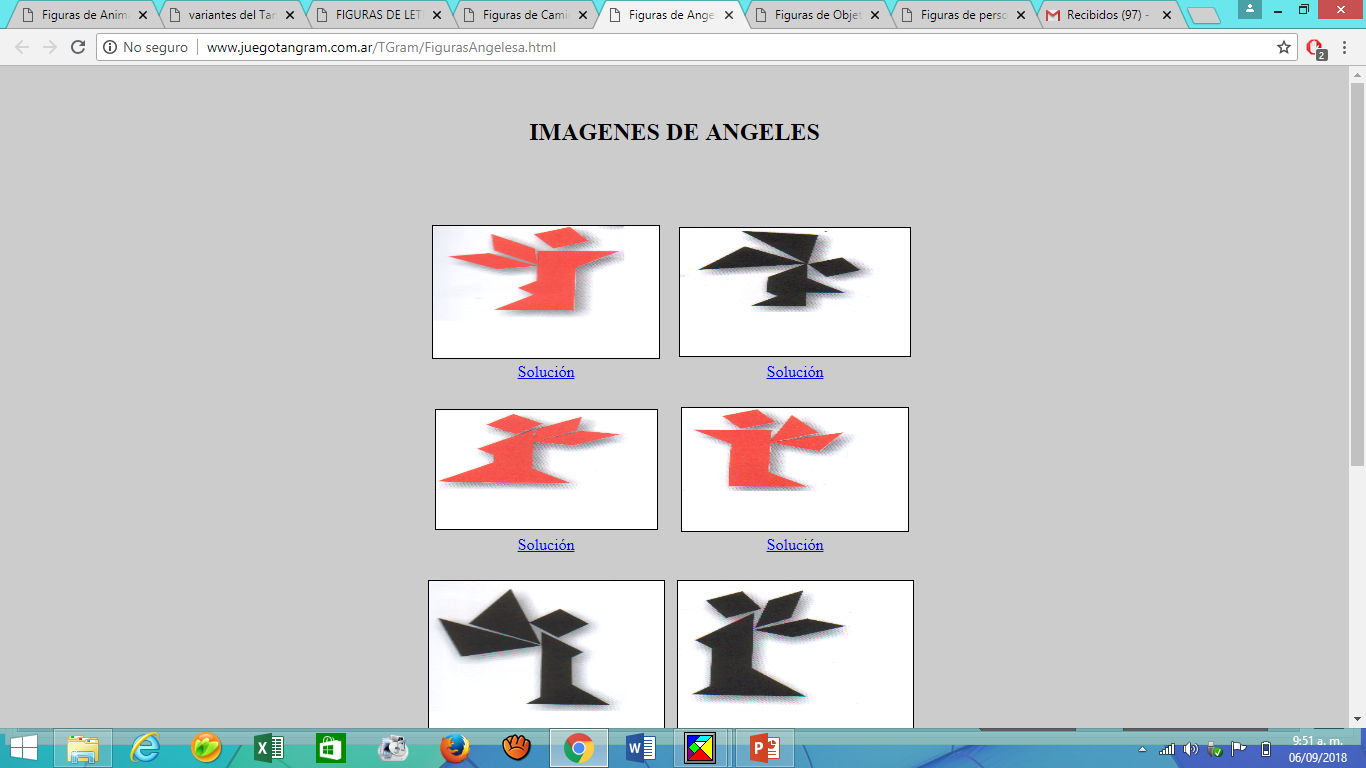 Figuras de Anim
variantes del Tan
FIGURAS DE LET
Figuras de Cami
Figuras de Ange
Figuras de Objet
Figuras de perso
Recibidos (97) -
No seguro
www.juegotangram.com.ar/TGram/FigurasAngelesa.html
2
IMAGENES DE ANGELES
Solución
Solución
Solución
Solución
9:51 a. m.
06/09/2018